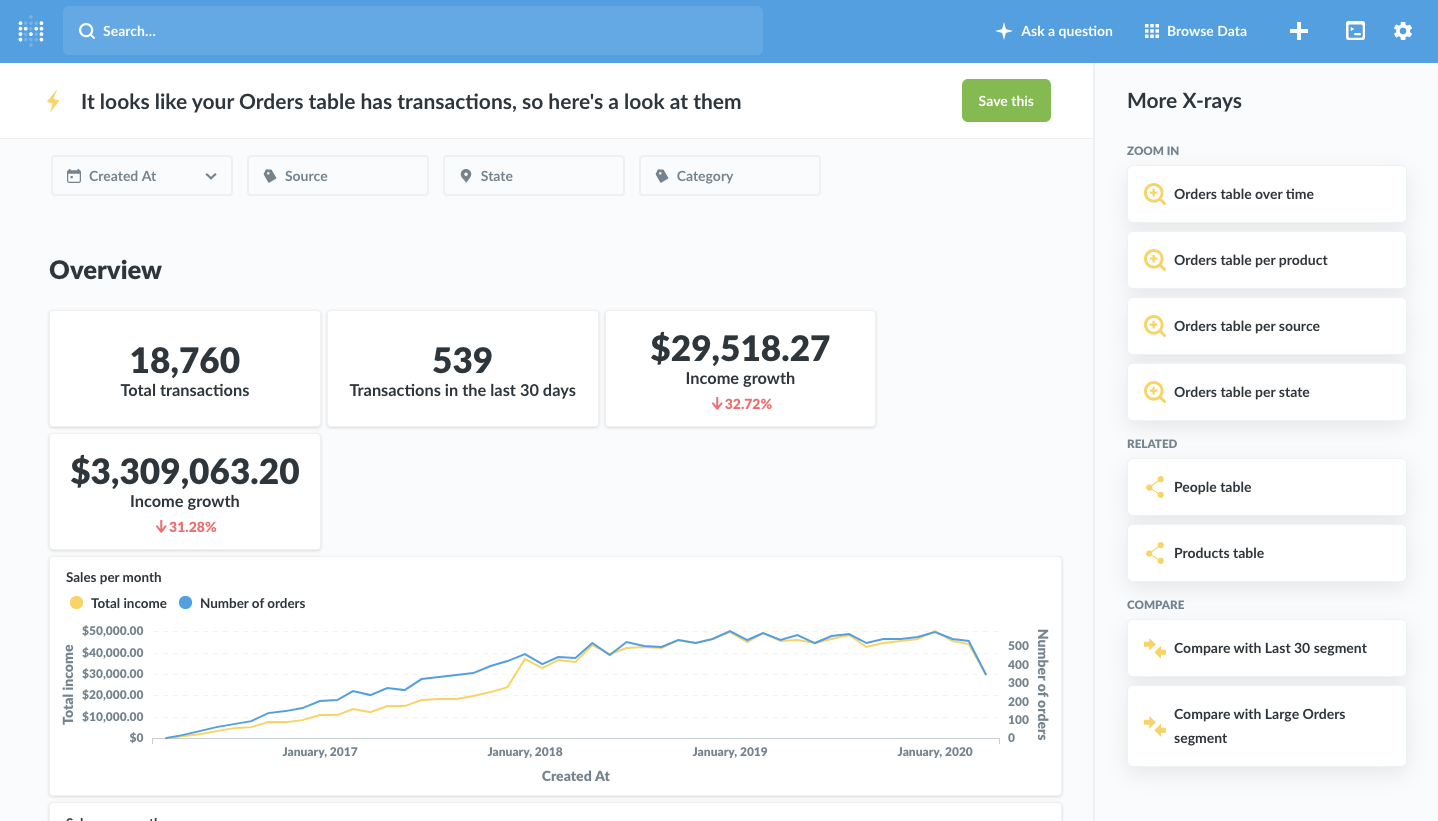 Search...
Ask a question
Browse Data
It looks like your Orders table has transactions, so here's a look at them
Save this
Created At
Source
State
Category
Overview
18,760
Total transactions
539
Transactions in the last 30 days
$29,518.27
Income growth
32.72%
$3,309,063.20
Income growth
31.28%
Sales per month
Total income
Number of orders
Total income
$50,000.00
$40,000.00
$30,000.00
$20,000.00
$10,000.00
$0
500
400
300
200
100
0
Number of orders
January, 2017
January, 2018
January, 2019
January, 2020
Created At
More X-rays
ZOOM IN
Orders table over time
Orders table per product
Orders table per source
Orders table per state
RELATED
People table
Products table
COMPARE
Compare with Last 30 segment
Compare with Large Orders
segment